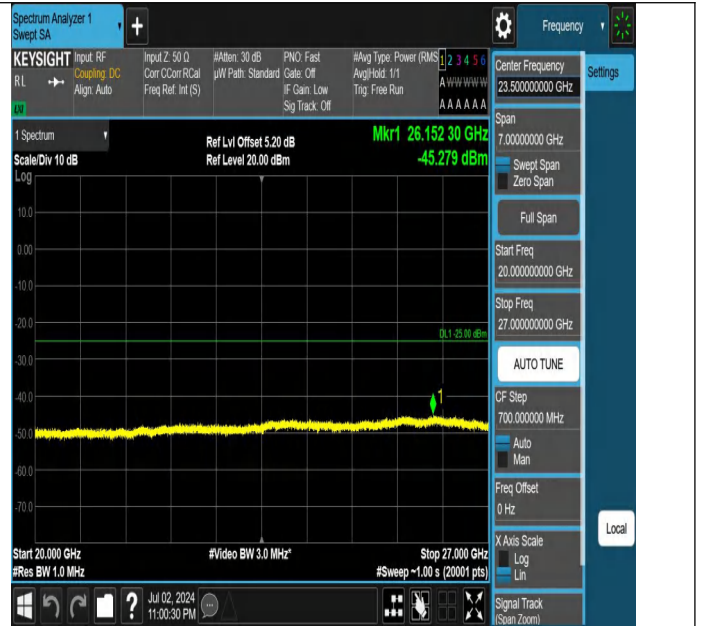 Spectrum Analyzer 1
Swept SA
Frequency
KEYSIGHT
RL
LXI
Input: RF
Coupling: DC
Align: Auto
Input Z: 50 Ω
Corr CCorr RCal
Freq Ref: Int (S)
#Atten: 30 dB
µW Path: Standard
PNO: Fast
Gate: Off
IF Gain: Low
Sig Track: Off
#Avg Type: Power (RMS
Avg|Hold: 1/1
Trig: Free Run
1 2 3 4 5 6
A W W W W W
A A A A A A
Center Frequency
23.500000000 GHz
Settings
1 Spectrum
Scale/Div 10 dB
Log
Ref Lvl Offset 5.20 dB
Ref Level 20.00 dBm
Mkr1 26.152 30 GHz
-45.279 dBm
10.0
0.00
-10.0
-20.0
-30.0
-40.0
-50.0
-60.0
-70.0
DL1 -25.00 dBm
1
Start 20.000 GHz
#Res BW 1.0 MHz
#Video BW 3.0 MHz*
Stop 27.000 GHz
#Sweep ~1.00 s (20001 pts)
Span
7.00000000 GHz
Swept Span
Zero Span
Full Span
Start Freq
20.000000000 GHz
Stop Freq
27.000000000 GHz
AUTO TUNE
CF Step
700.000000 MHz
Auto
Man
Freq Offset
0 Hz
X Axis Scale
Log
Lin
Local
Signal Track
(Span Zoom)
?
Jul 02, 2024
11:00:30 PM